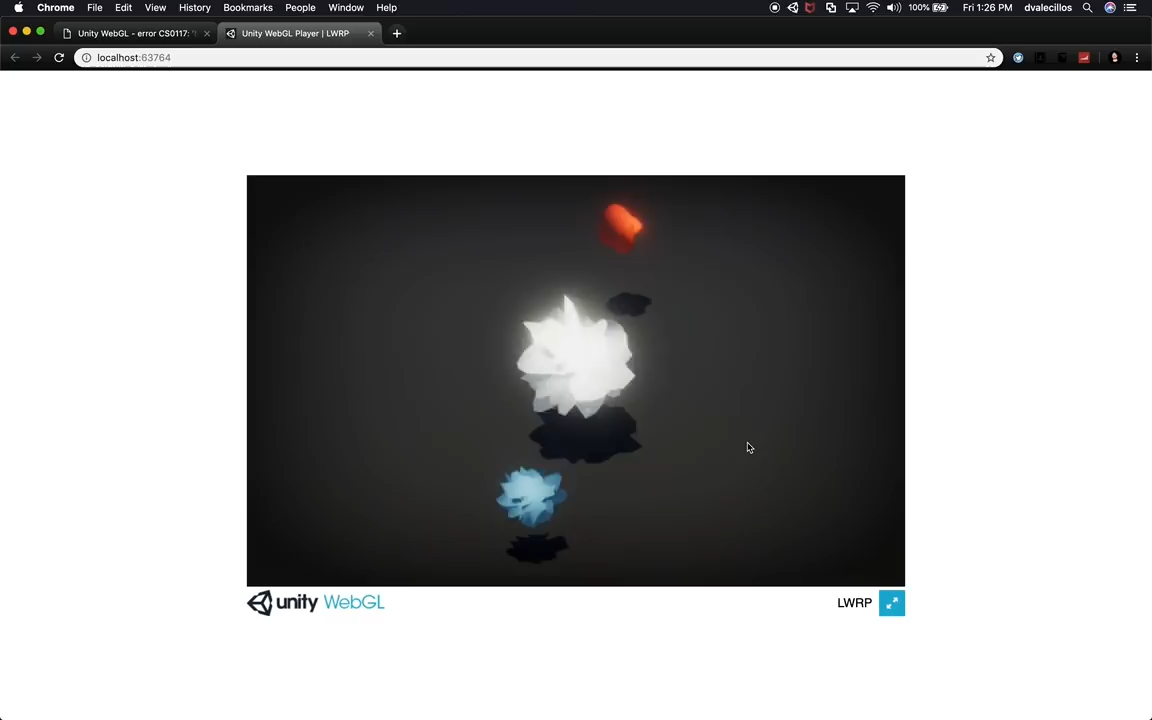 Chrome File Edit View History Bookmarks People Window Help 100% Fri 1:26 PM dvalecillos
Unity WebGL - error CS0117: Unity WebGL Player | LWRP
localhost:63764
unity WebGL LWRP